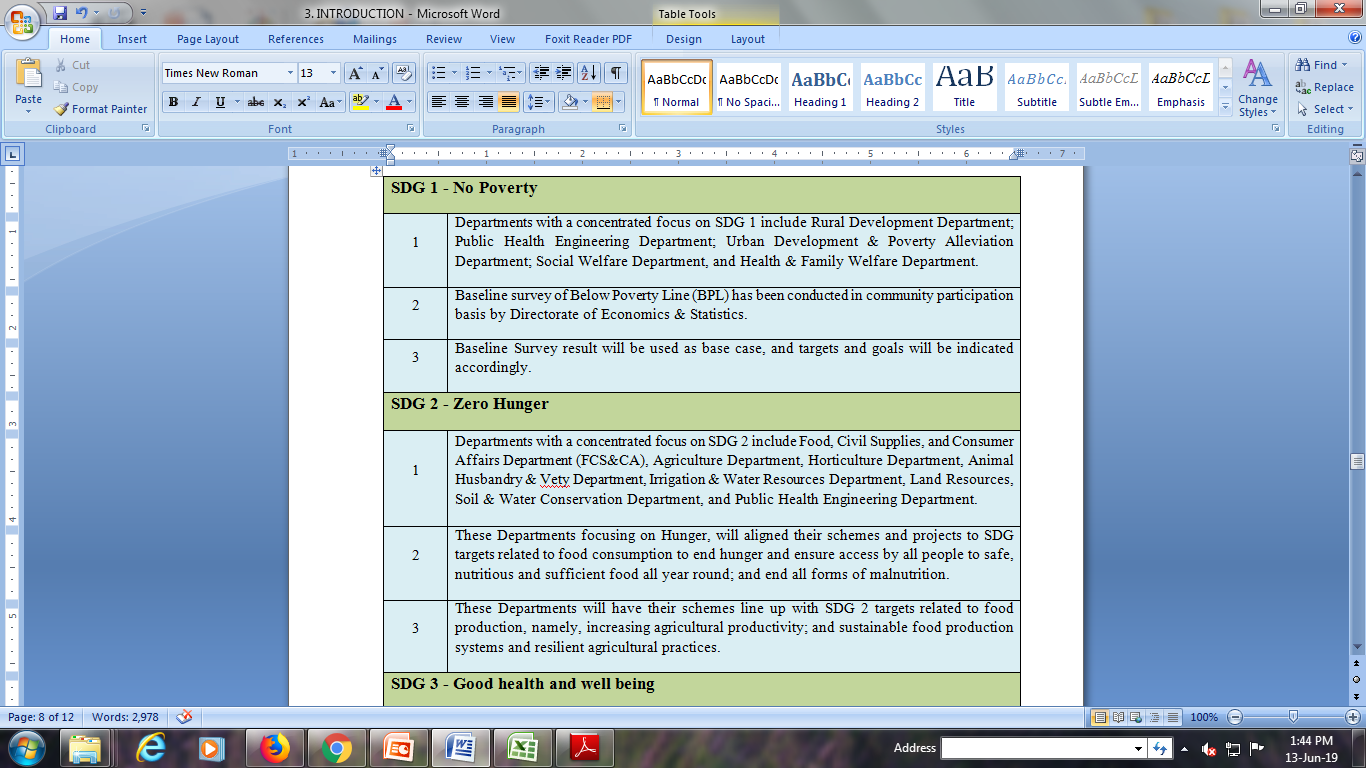 3. INTRODUCTION - Microsoft Word
Table Tools
Home Insert Page Layout References Mailings Review View Foxit Reader PDF Design Layout
Paste
Cut
Copy
Format Painter
Clipboard
Times New Roman 13
Font
Paragraph
AaBbCcDc AaBbCcDc AaBbC AaBbCc AaB AaBbCc. AaBbCcL AaBbCcL
¶ Normal ¶ No Spaci... Heading 1 Heading 2 Title Subtitle Subtle Em... Emphasis
Change Styles
Styles
Find
Replace
Select
Editing
1 1 2 3 4 5 6 7
SDG 1 - No Poverty
1
Departments with a concentrated focus on SDG 1 include Rural Development Department;
Public Health Engineering Department; Urban Development & Poverty Alleviation
Department; Social Welfare Department, and Health & Family Welfare Department.
2
Baseline survey of Below Poverty Line (BPL) has been conducted in community participation
basis by Directorate of Economics & Statistics.
3
Baseline Survey result will be used as base case, and targets and goals will be indicated
accordingly.
SDG 2 - Zero Hunger
1
Departments with a concentrated focus on SDG 2 include Food, Civil Supplies, and Consumer
Affairs Department (FCS&CA), Agriculture Department, Horticulture Department, Animal
Husbandry & Vety Department, Irrigation & Water Resources Department, Land Resources,
Soil & Water Conservation Department, and Public Health Engineering Department.
2
These Departments focusing on Hunger, will aligned their schemes and projects to SDG
targets related to food consumption to end hunger and ensure access by all people to safe,
nutritious and sufficient food all year round; and end all forms of malnutrition.
3
These Departments will have their schemes line up with SDG 2 targets related to food
production, namely, increasing agricultural productivity; and sustainable food production
systems and resilient agricultural practices.
SDG 3 - Good health and well being
Page: 8 of 12 Words: 2,978 100%
Address
1:44 PM
13-Jun-19